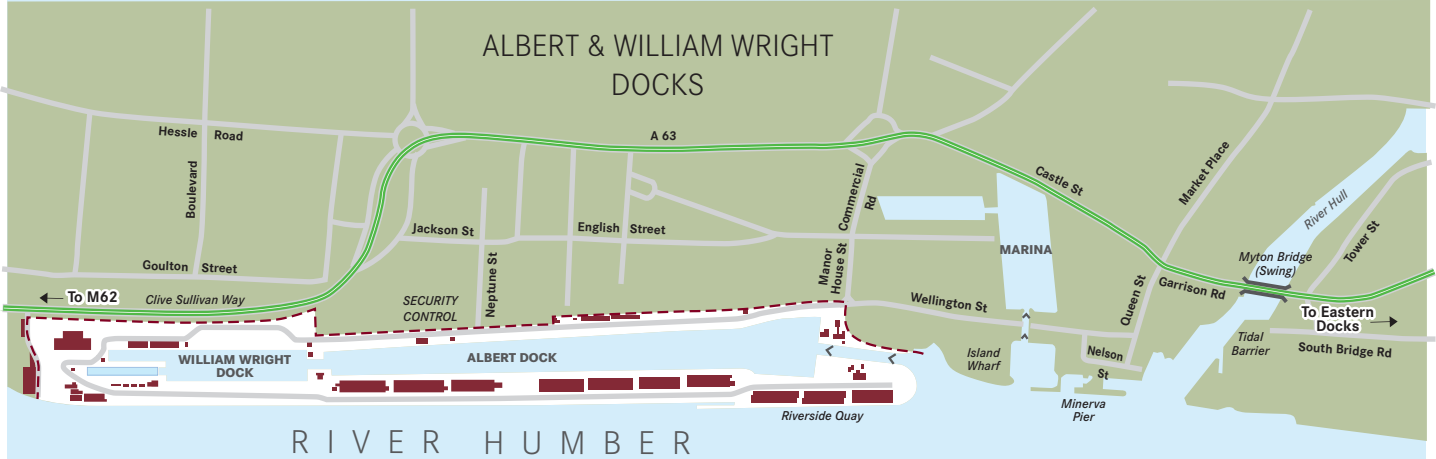 ALBERT & WILLIAM WRIGHT
DOCKS
Hessle Road
A 63
Boulevard
Castle St
Market Place
River Hull
Commercial
Rd
Jackson St
English Street
Tower St
MARINA
Manor
House St
Myton Bridge
(Swing)
Goulton Street
Neptune St
Queen St
Garrison Rd
To M62
Clive Sullivan Way
SECURITY
CONTROL
Wellington St
To Eastern
Docks
Tidal
Barrier
South Bridge Rd
WILLIAM WRIGHT
DOCK
ALBERT DOCK
Island
Wharf
Nelson
St
Minerva
Pier
Riverside Quay
RIVER HUMBER